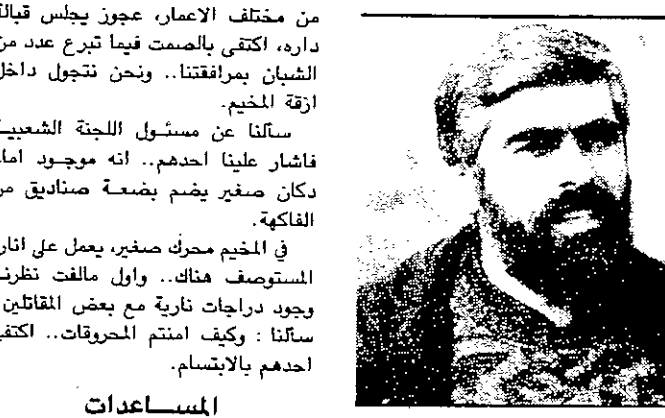 من مختلف الاعمار، عجوز يجلس قبالة
داره، اكتفى بالصمت فيما تبرع عدد من
الشبان بمرافقتنا.. ونحن نتجول داخل
ازقة المخيم.
سألنا عن مسئول اللجنة الشعبية
فاشار علينا احدهم.. انه موجود اما
دكان صغير يضم بضعة صناديق من
الفاكهة.
في المخيم محرك صغير، يعمل على انار
المستوصف هناك.. واول مالفت نظرنـ
وجود دراجات نارية مع بعض المقاتلين
سألنا : وكيف امنتم المحروقات.. اكتفى
احدهم بالابتسام.
المساعدات